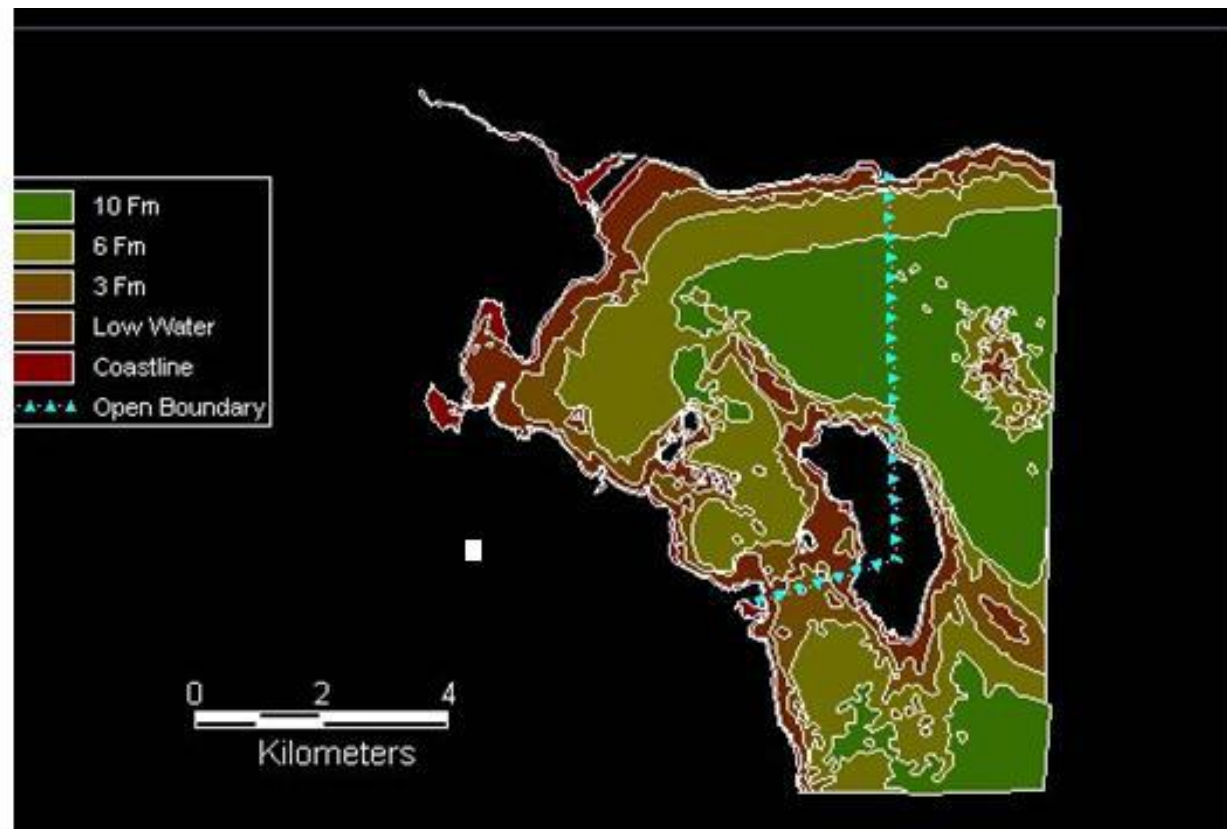 10 Fm
6 Fm
3 Fm
Low Water
Coastline
Open Boundary
0 2 4
Kilometers